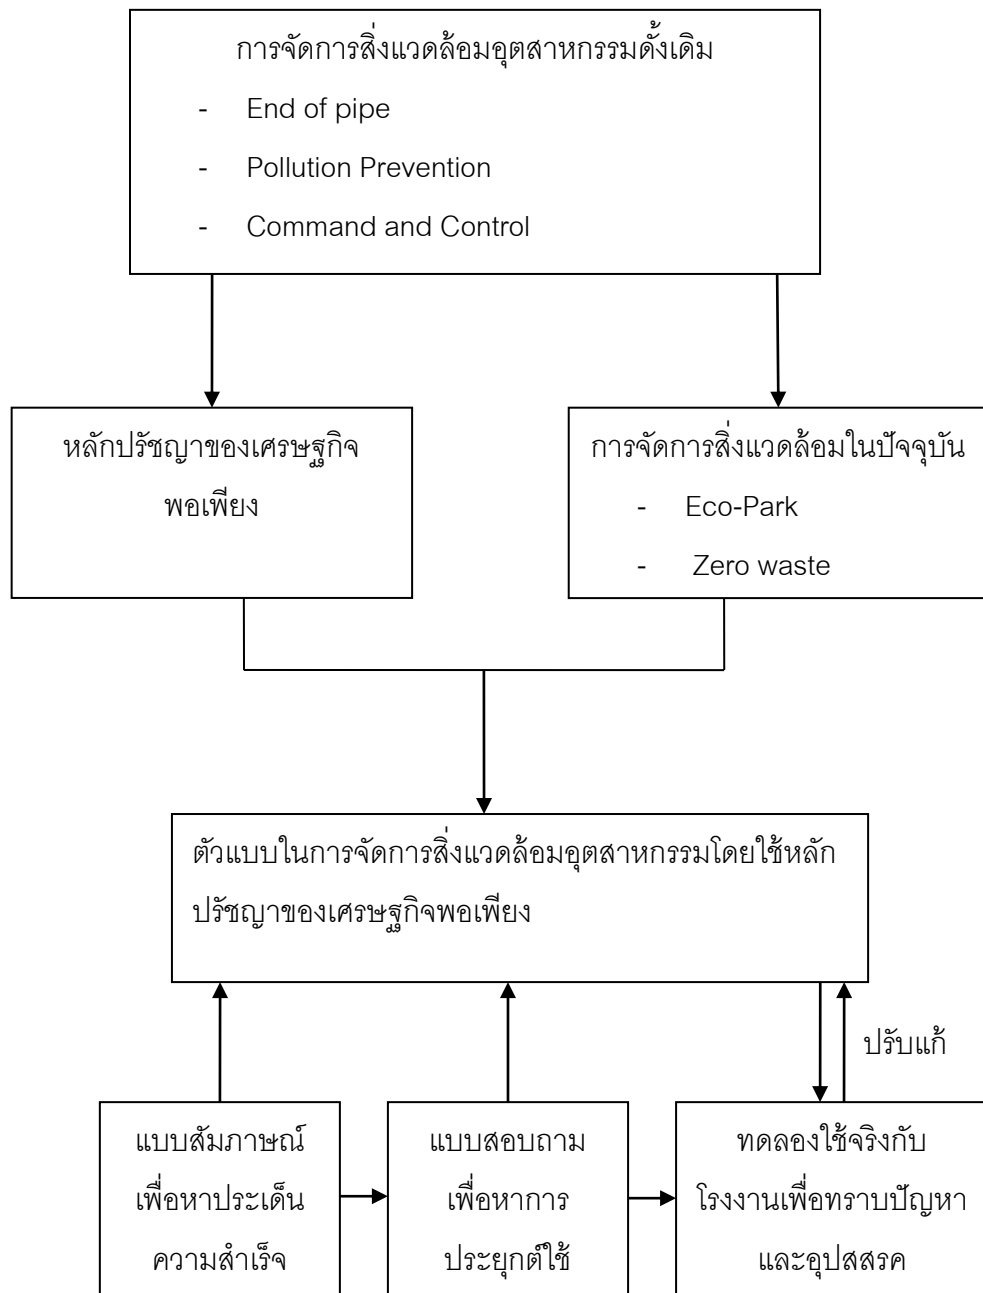 การจัดการสิ่งแวดล้อมอุตสาหกรรมดั้งเดิม
- End of pipe
- Pollution Prevention
- Command and Control
หลักปรัชญาของเศรษฐกิจ
พอเพียง
การจัดการสิ่งแวดล้อมในปัจจุบัน
- Eco-Park
- Zero waste
ตัวแบบในการจัดการสิ่งแวดล้อมอุตสาหกรรมโดยใช้หลัก
ปรัชญาของเศรษฐกิจพอเพียง
ปรับแก้
แบบสัมภาษณ์
เพื่อหาประเด็น
ความสำเร็จ
แบบสอบถาม
เพื่อหาการ
ประยุกต์ใช้
ทดลองใช้จริงกับ
โรงงานเพื่อทราบปัญหา
และอุปสสรค